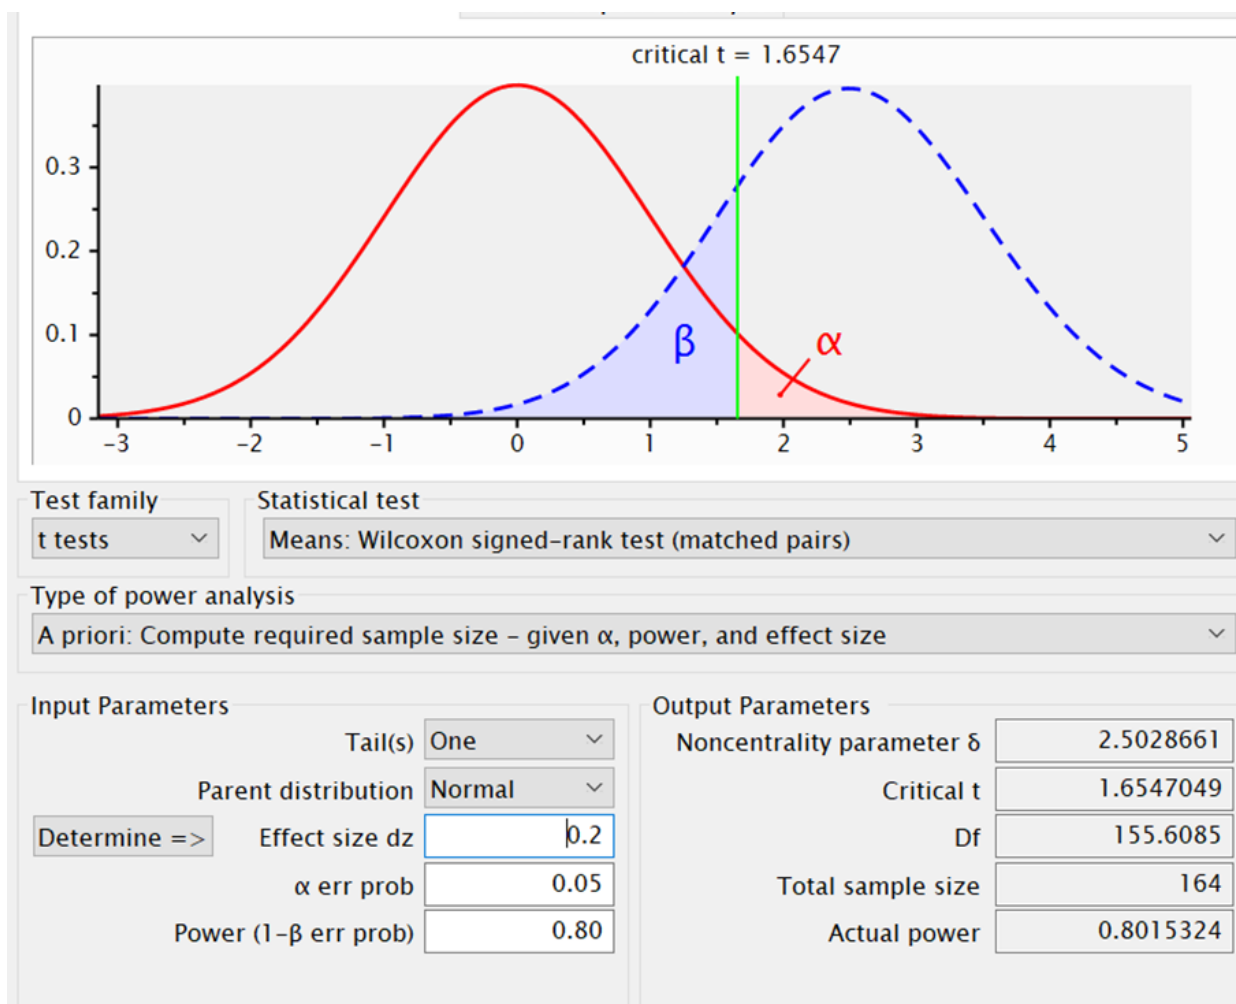 critical t = 1.6547
0.3
0.2
0.1
0
β
α
-3 -2 -1 0 1 2 3 4 5
Test family
Statistical test
t tests
Means: Wilcoxon signed-rank test (matched pairs)
Type of power analysis
A priori: Compute required sample size - given α, power, and effect size
Input Parameters
Tail(s) One
Parent distribution Normal
Determine => Effect size dz 0.2
α err prob 0.05
Power (1-β err prob) 0.80
Output Parameters
Noncentrality parameter δ 2.5028661
Critical t 1.6547049
Df 155.6085
Total sample size 164
Actual power 0.8015324